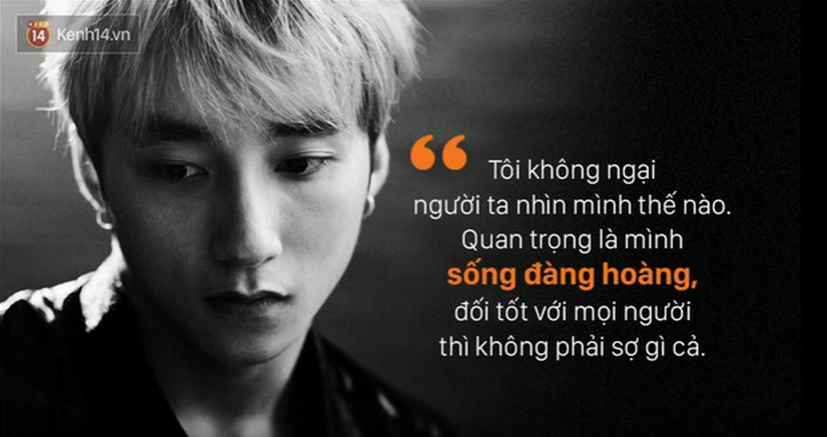 14
Kenh14.vn
Tôi không ngại
người ta nhìn mình thế nào.
Quan trọng là mình
sống đàng hoàng,
đối tốt với mọi người
thì không phải sợ gì cả.